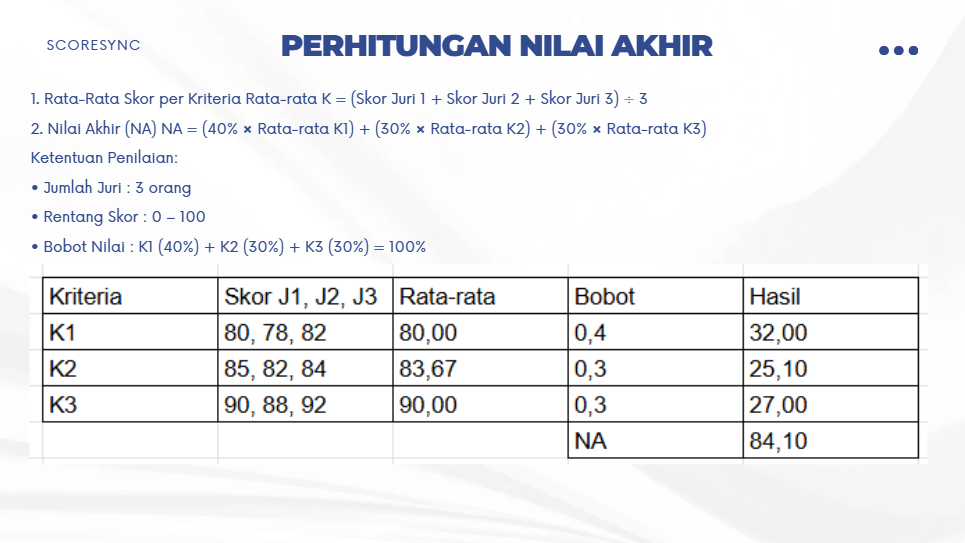 SCORESYNC
PERHITUNGAN NILAI AKHIR
1. Rata-Rata Skor per Kriteria Rata-rata K = (Skor Juri 1 + Skor Juri 2 + Skor Juri 3) ÷ 3
2. Nilai Akhir (NA) NA = (40% × Rata-rata K1) + (30% × Rata-rata K2) + (30% × Rata-rata K3)
Ketentuan Penilaian:
• Jumlah Juri : 3 orang
• Rentang Skor : 0 – 100
• Bobot Nilai : K1 (40%) + K2 (30%) + K3 (30%) = 100%
Kriteria Skor J1, J2, J3 Rata-rata Bobot Hasil
K1 80, 78, 82 80,00 0,4 32,00
K2 85, 82, 84 83,67 0,3 25,10
K3 90, 88, 92 90,00 0,3 27,00
NA 84,10